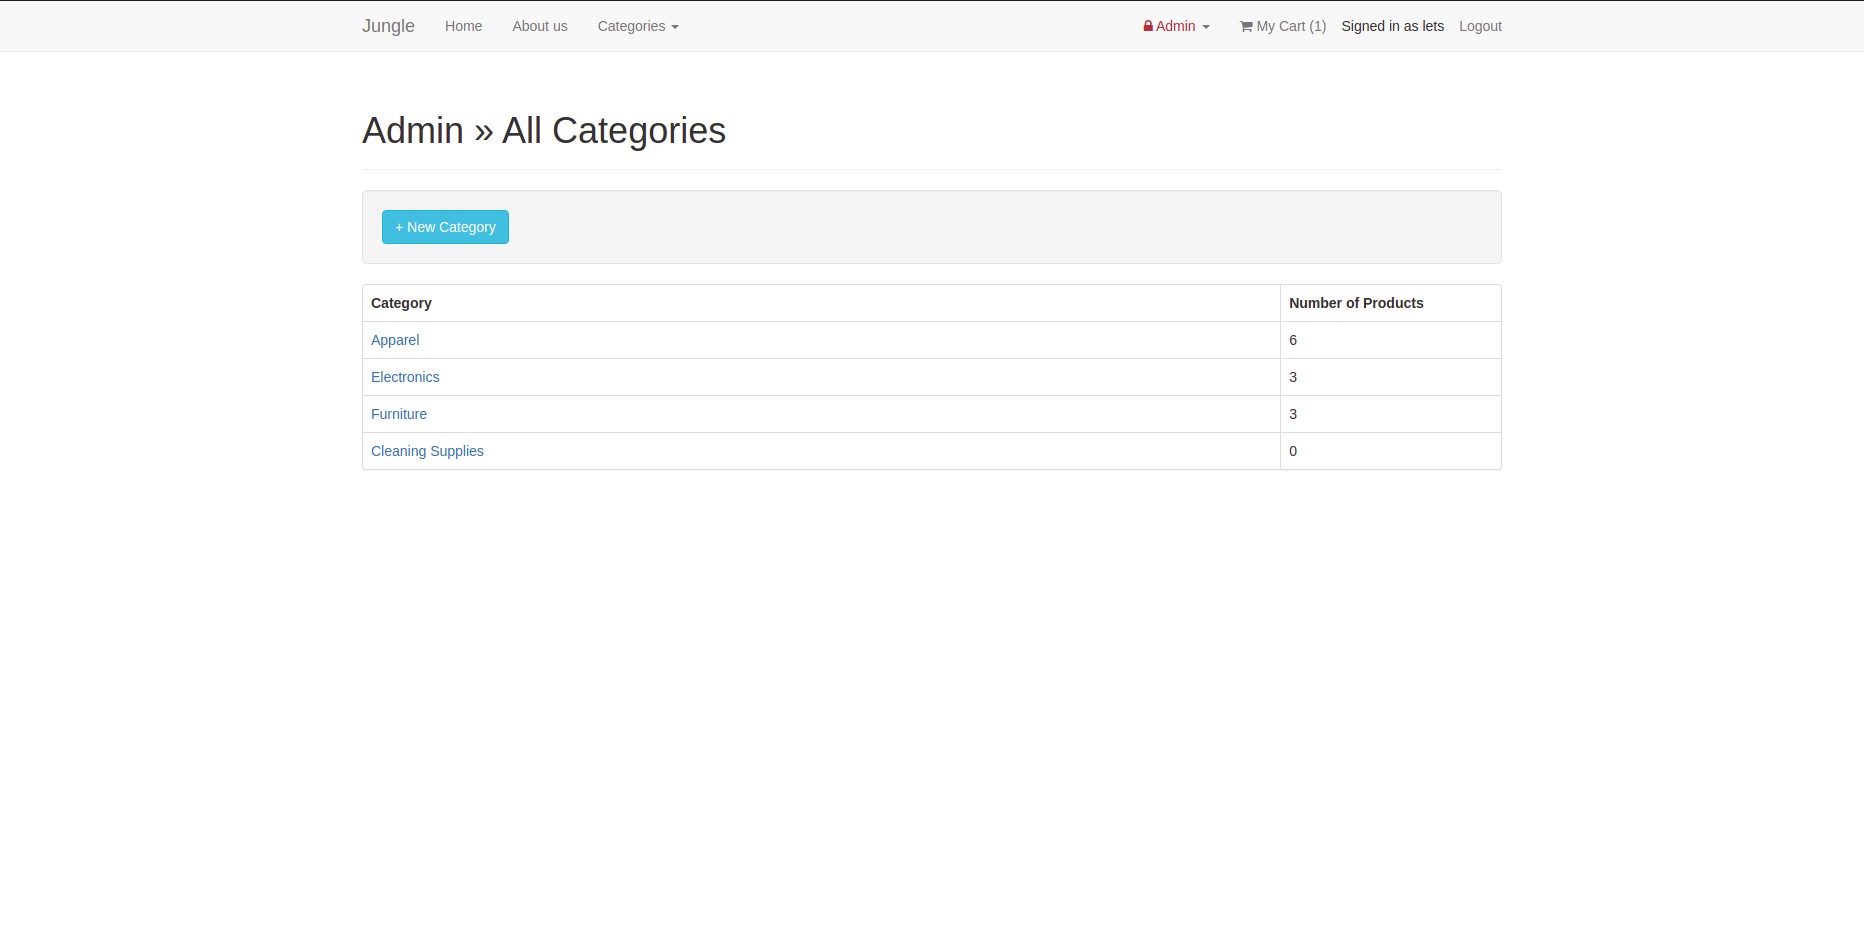 Jungle Home About us Categories Admin My Cart (1) Signed in as lets Logout
Admin » All Categories
+ New Category
Category Number of Products
Apparel 6
Electronics 3
Furniture 3
Cleaning Supplies 0